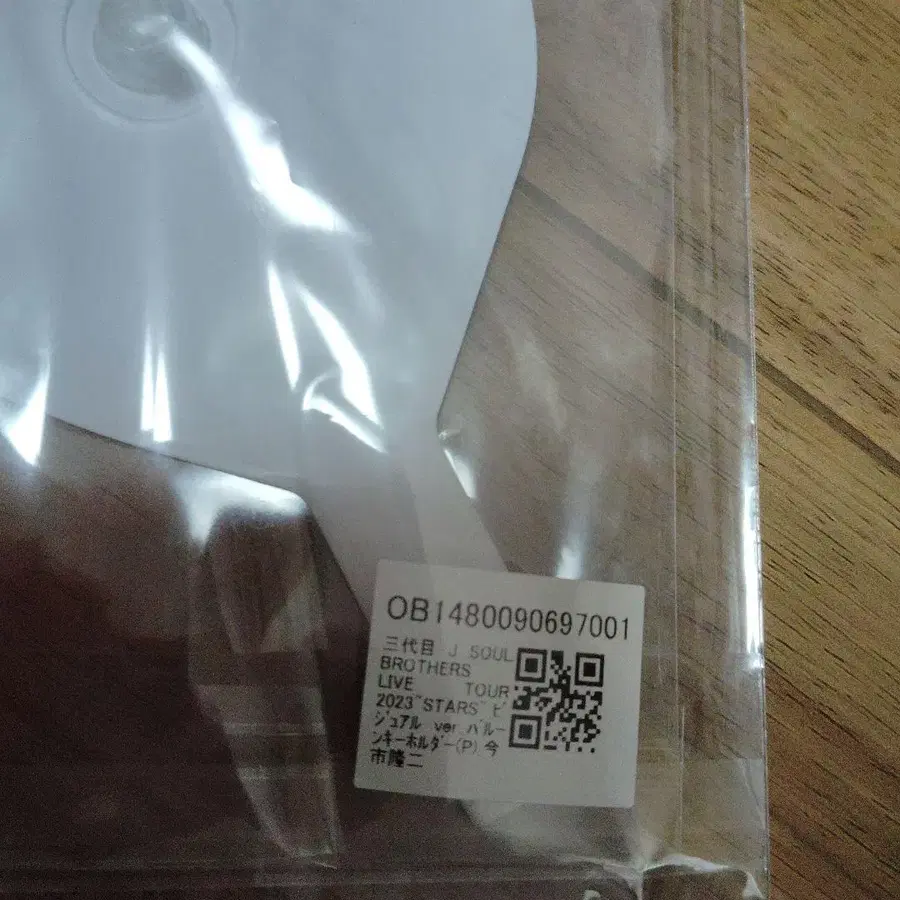 OB1480090697001
三代目 J SOUL
BROTHERS
LIVE TOUR
2023~STARS~ ビ
ジュアル ver.バルー
ンキーホルダー(P)_今
市隆二